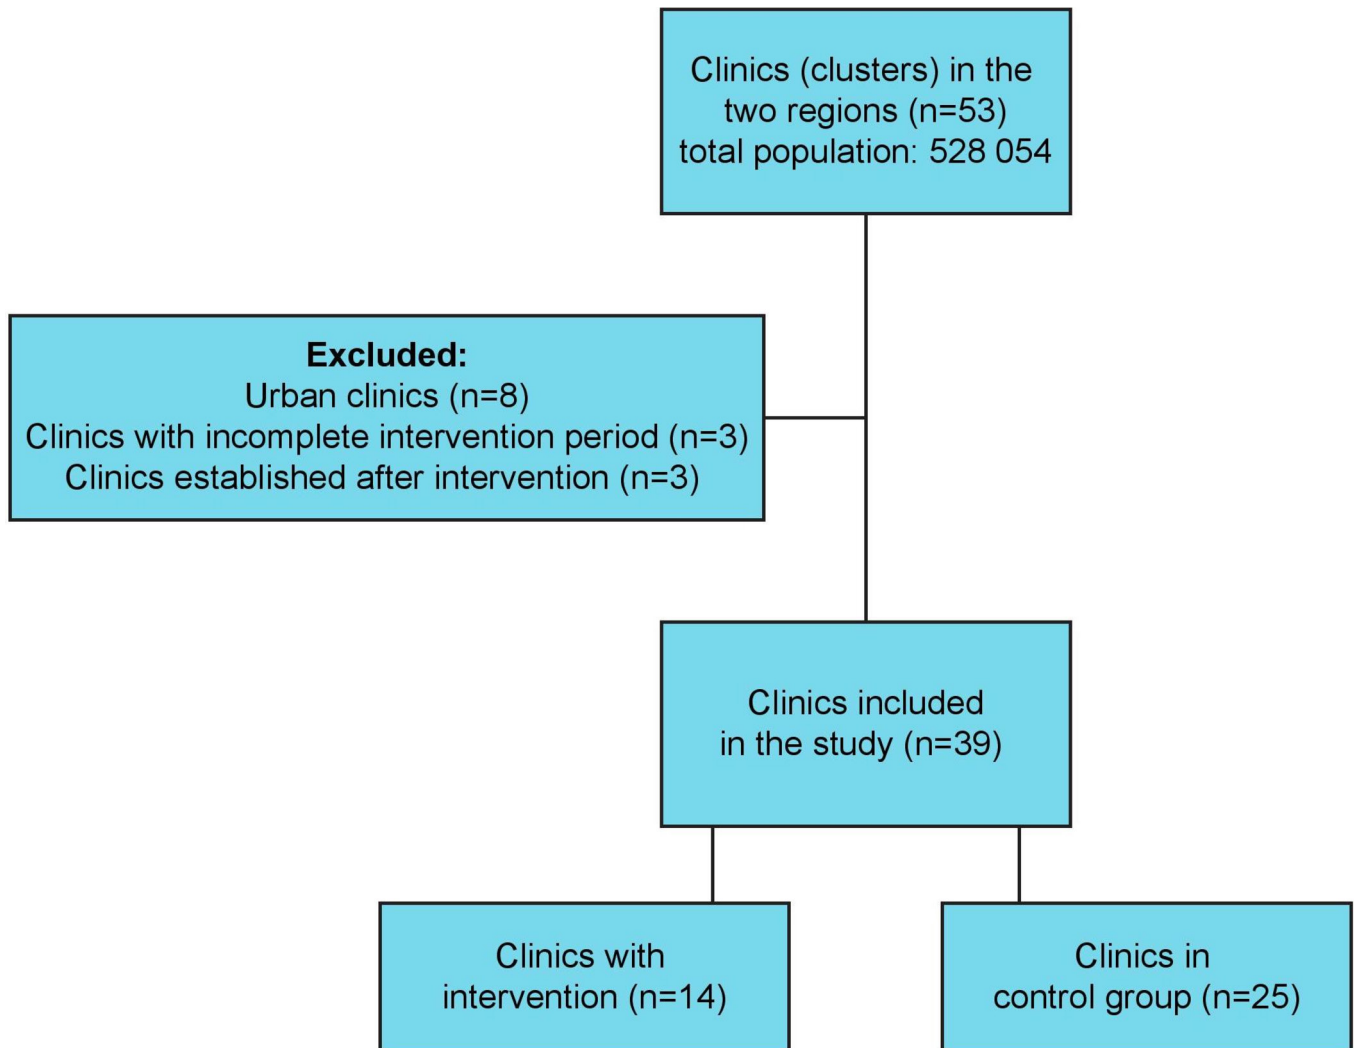 Clinics (clusters) in the
two regions (n=53)
total population: 528 054
Excluded:
Urban clinics (n=8)
Clinics with incomplete intervention period (n=3)
Clinics established after intervention (n=3)
Clinics included
in the study (n=39)
Clinics with
intervention (n=14)
Clinics in
control group (n=25)